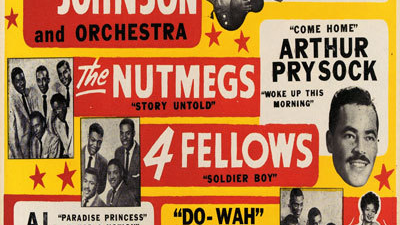 JOHNSON
and ORCHESTRA
"COME HOME"
ARTHUR
PRYSOCK
"WOKE UP THIS
MORNING"
The NUTMEGS
"STORY UNTOLD"
4 FELLOWS
"SOLDIER BOY"
AL
"PARADISE PRINCESS"
"DO-WAH"